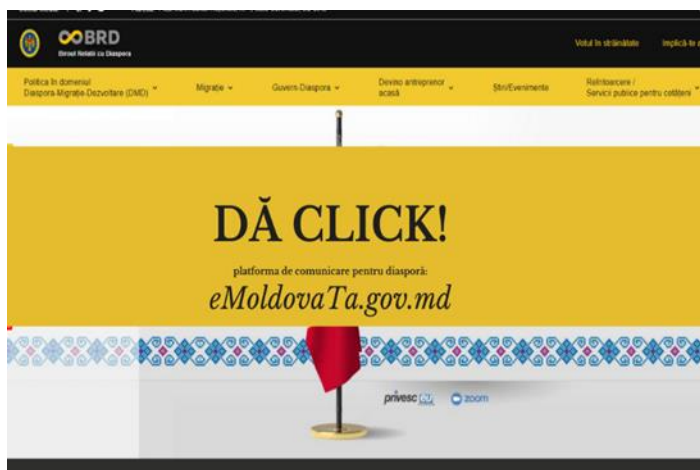 BRD
Biroul Relații cu Diaspora
Votul în străinătate
Implică-te
Politica în domeniul
Diaspora-Migrație-Dezvoltare (DMD)
Migrație
Guvern-Diaspora
Devino antreprenor
acasă
Știri/Evenimente
Reîntoarcere /
Servicii publice pentru cetățeni
DĂ CLICK!
platforma de comunicare pentru diasporă:
eMoldovaTa.gov.md
privesc.eu
zoom